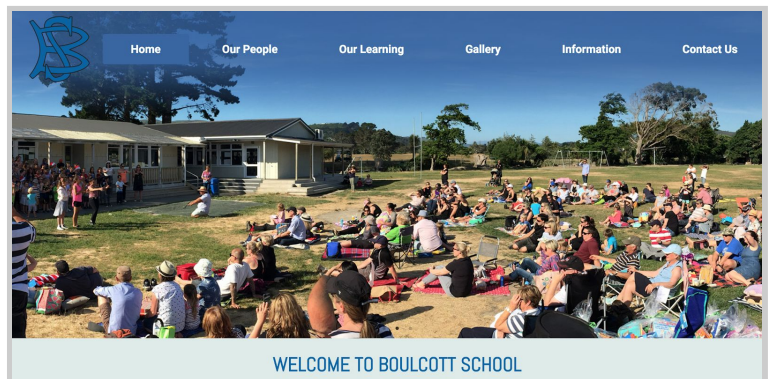 Home Our People Our Learning Gallery Information Contact Us
WELCOME TO BOULCOTT SCHOOL